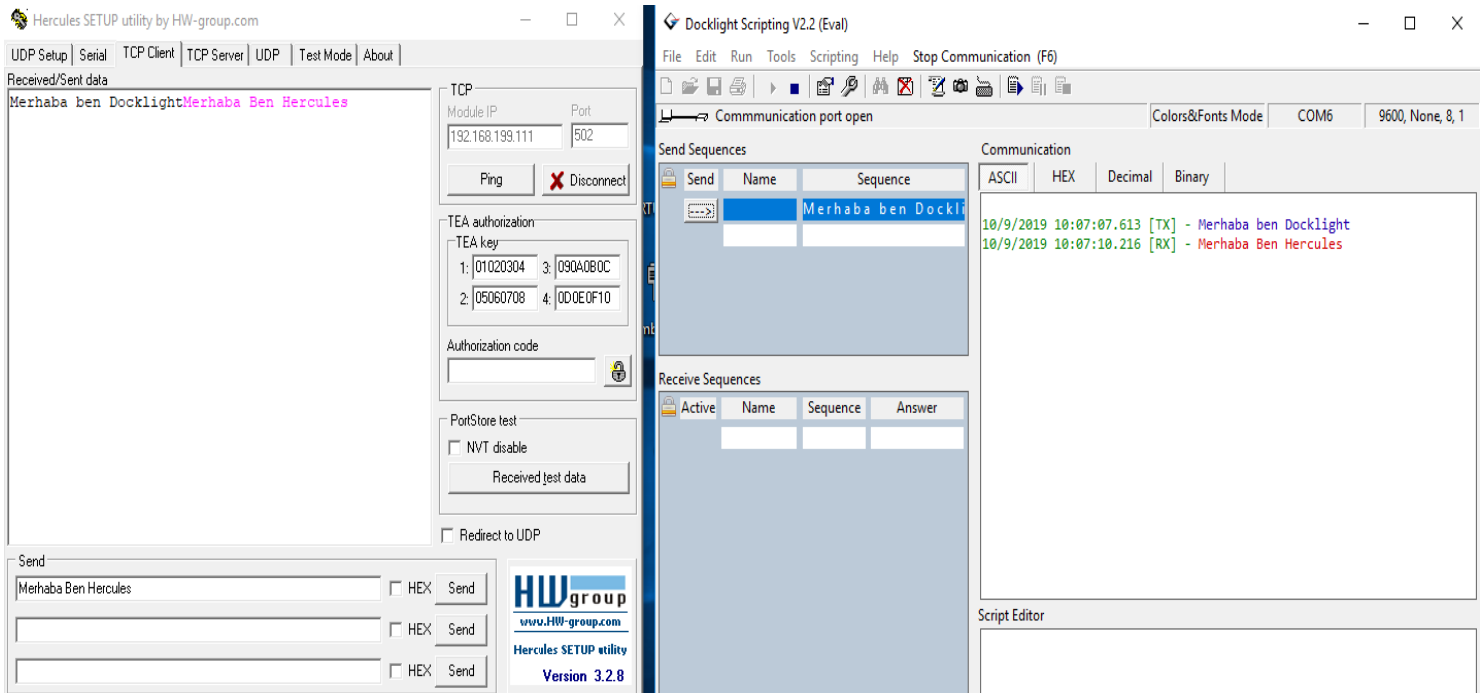 Hercules SETUP utility by HW-group.com
UDP Setup Serial TCP Client TCP Server UDP Test Mode About
Received/Sent data
Merhaba ben DocklightMerhaba Ben Hercules
TCP
Module IP Port
192.168.199.111 502
Ping Disconnect
TEA authorization
TEA key
1: 01020304 3: 090A0B0C
2: 05060708 4: 0D0E0F10
Authorization code
PortStore test
NVT disable
Received test data
Redirect to UDP
Send
Merhaba Ben Hercules HEX Send
HEX Send
HEX Send
HW group
www.HW-group.com
Hercules SETUP utility
Version 3.2.8
Docklight Scripting V2.2 (Eval)
File Edit Run Tools Scripting Help Stop Communication (F6)
Commmunication port open Colors&Fonts Mode COM6 9600, None, 8, 1
Send Sequences
Send Name Sequence
---> Merhaba ben Dockli
Receive Sequences
Active Name Sequence Answer
Communication
ASCII HEX Decimal Binary
10/9/2019 10:07:07.613 [TX] - Merhaba ben Docklight
10/9/2019 10:07:10.216 [RX] - Merhaba Ben Hercules
Script Editor